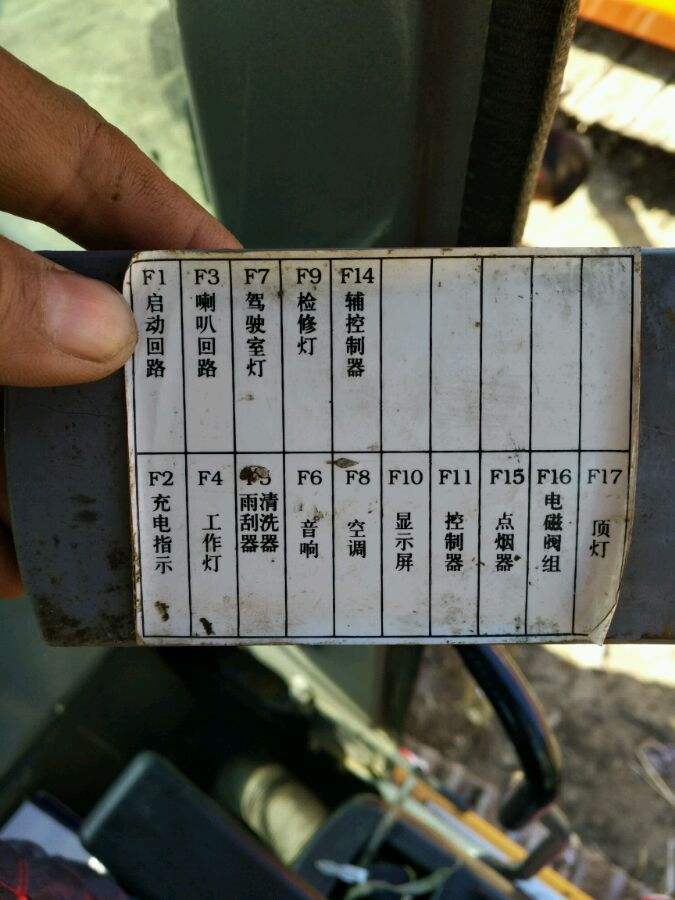 F1 启动回路
F3 喇叭回路
F7 驾驶室灯
F9 检修灯
F14 辅控制器
F2 充电指示
F4 工作灯
F5 雨刮器清洗器
F6 音响
F8 空调
F10 显示屏
F11 控制器
F15 点烟器
F16 电磁阀组
F17 顶灯